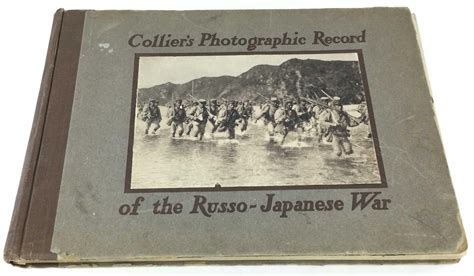 Collier's Photographic Record
of the Russo-Japanese War